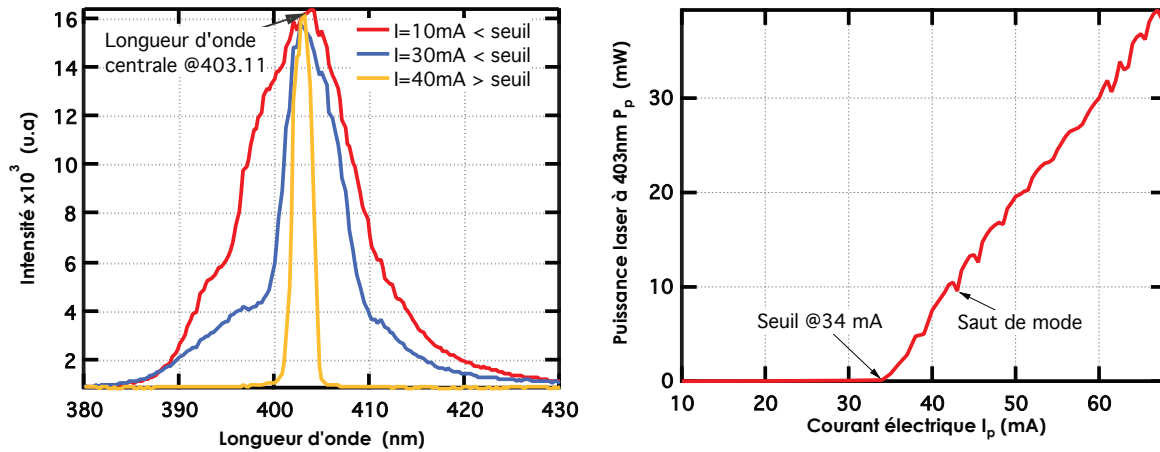 16
14
12
10
8
6
4
2
Intensité x10³ (u.a)
Longueur d'onde
centrale @403.11
I=10mA < seuil
I=30mA < seuil
I=40mA > seuil
380 390 400 410 420 430
Longueur d'onde (nm)
30
20
10
0
Puissance laser à 403nm Pₚ (mW)
Seuil @34 mA
Saut de mode
10 20 30 40 50 60
Courant électrique Iₚ (mA)